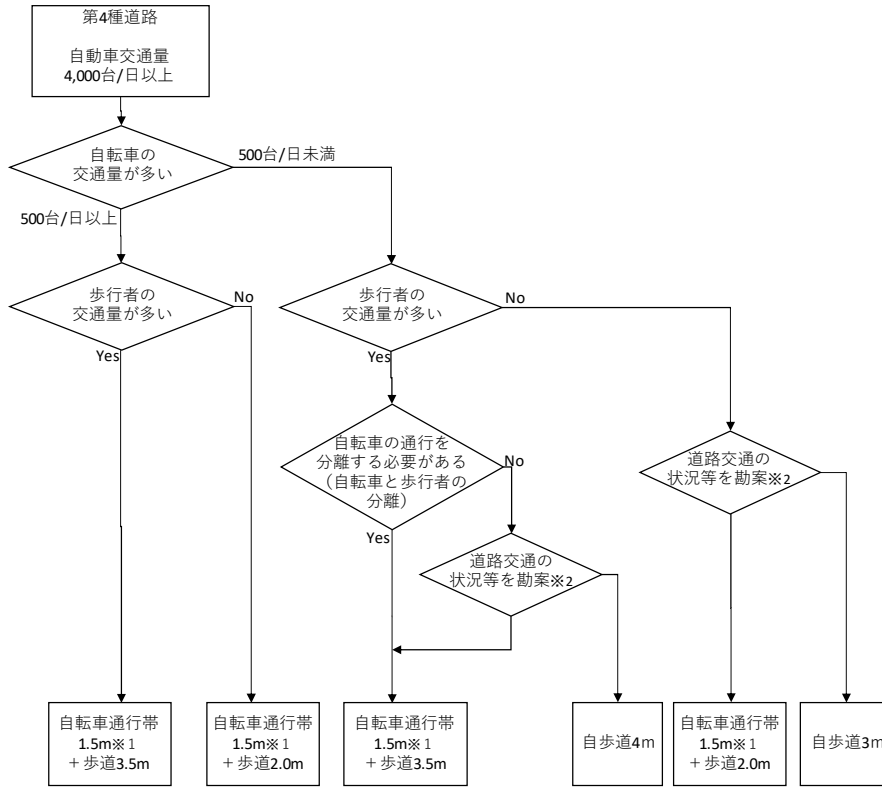 第4種道路
自動車交通量
4,000台/日以上
自転車の
交通量が多い
500台/日未満
500台/日以上
歩行者の
交通量が多い
No
Yes
歩行者の
交通量が多い
No
Yes
自転車の通行を
分離する必要がある
（自転車と歩行者の
分離）
No
Yes
道路交通の
状況等を勘案※2
道路交通の
状況等を勘案※2
自転車通行帯
1.5m※1
＋歩道3.5m
自転車通行帯
1.5m※1
＋歩道2.0m
自転車通行帯
1.5m※1
＋歩道3.5m
自歩道4m
自転車通行帯
1.5m※1
＋歩道2.0m
自歩道3m